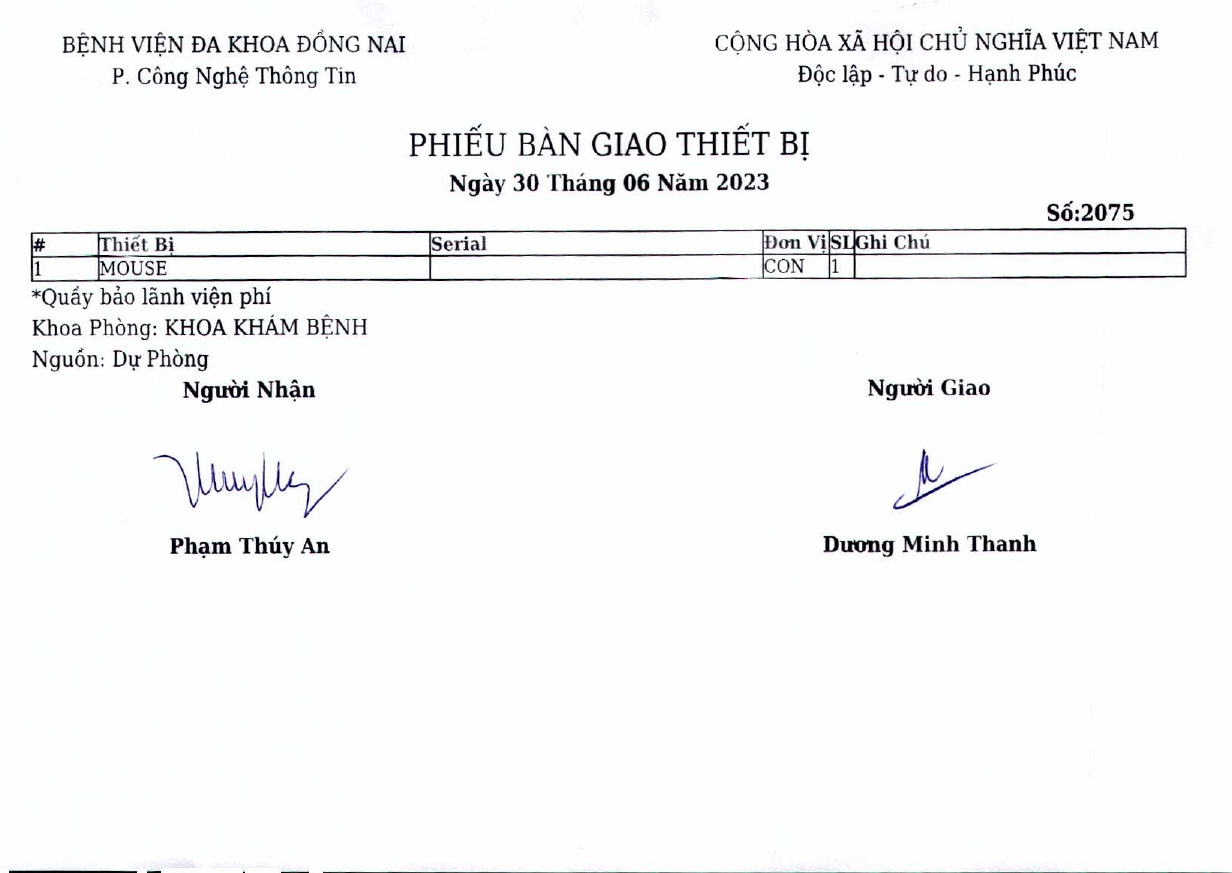 BỆNH VIỆN ĐA KHOA ĐỒNG NAI
P. Công Nghệ Thông Tin
CỘNG HÒA XÃ HỘI CHỦ NGHĨA VIỆT NAM
Độc lập - Tự do - Hạnh Phúc
PHIẾU BÀN GIAO THIẾT BỊ
Ngày 30 Tháng 06 Năm 2023
Số:2075
# Thiết Bị Serial Đơn Vị SL Ghi Chú
1 MOUSE CON 1
*Quầy bảo lãnh viện phí
Khoa Phòng: KHOA KHÁM BỆNH
Nguồn: Dự Phòng
Người Nhận Người Giao
Phạm Thúy An Dương Minh Thanh